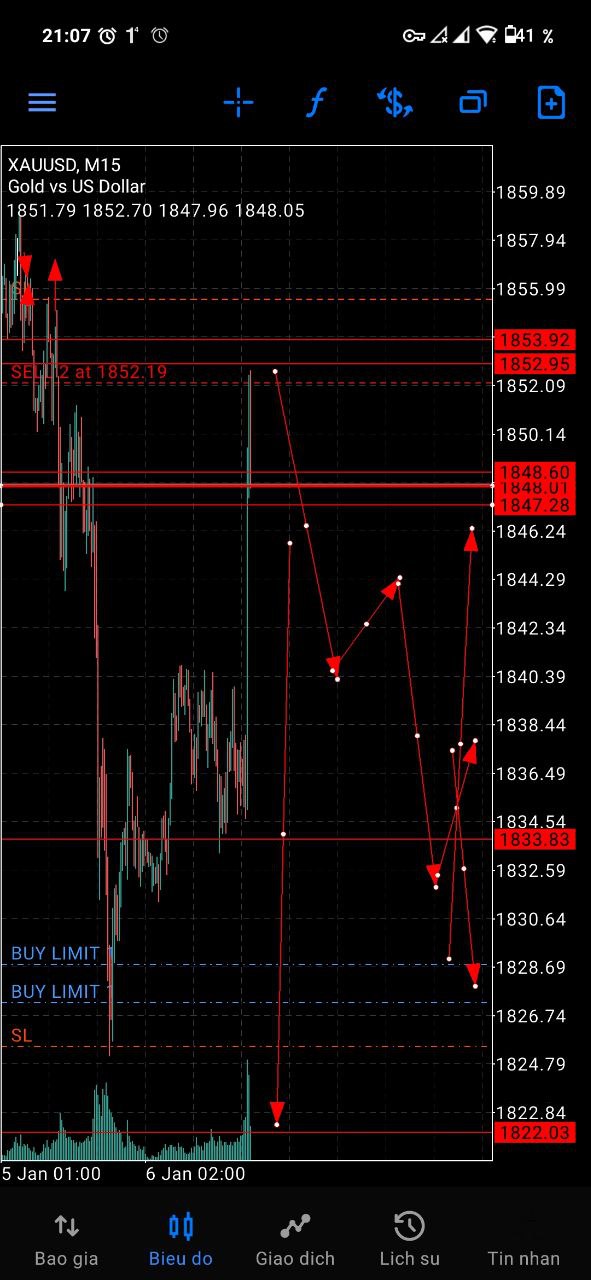 21:07
41 %
XAUUSD, M15
Gold vs US Dollar
1851.79 1852.70 1847.96 1848.05
1859.89
1857.94
1855.99
1853.92
1852.95
SELL 2 at 1852.19
1852.09
1850.14
1848.60
1848.01
1847.28
1846.24
1844.29
1842.34
1840.39
1838.44
1836.49
1834.54
1833.83
1832.59
1830.64
BUY LIMIT
1828.69
BUY LIMIT
1826.74
SL
1824.79
1822.84
1822.03
5 Jan 01:00
6 Jan 02:00
Bao gia
Bieu do
Giao dich
Lich su
Tin nhan